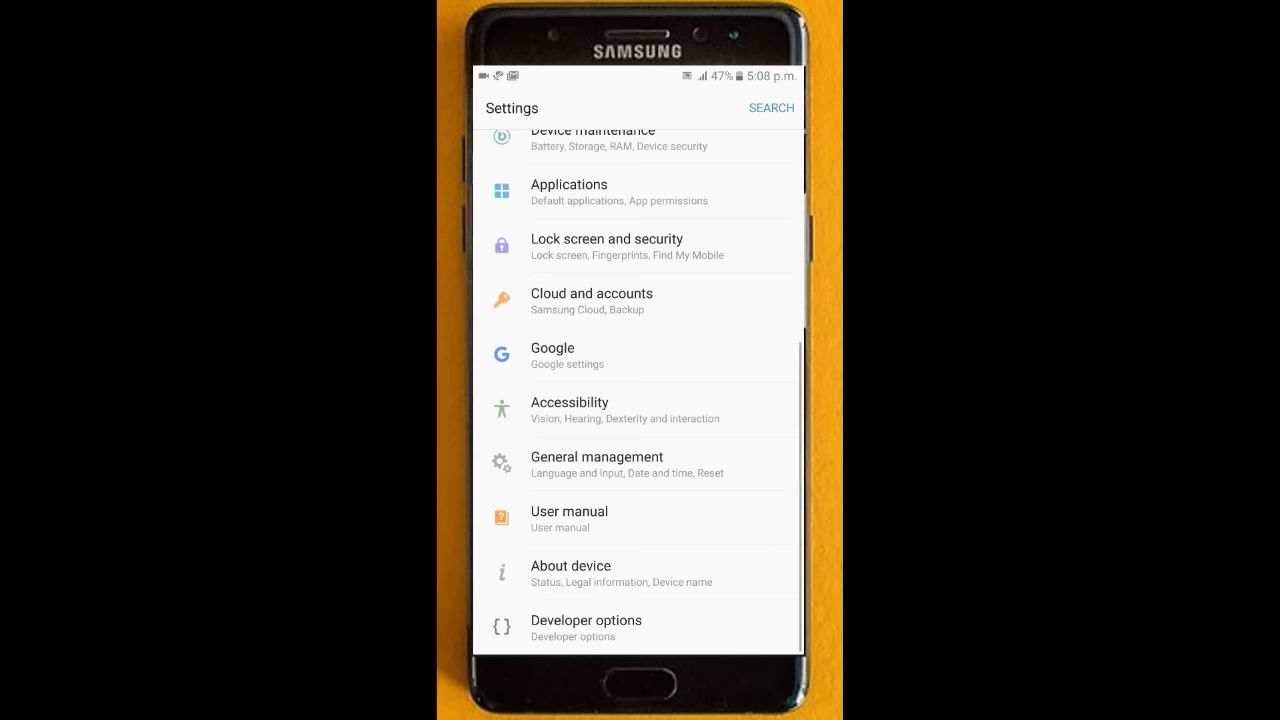 SAMSUNG
47% 5:08 p.m.
Settings
SEARCH
Device maintenance
Battery, Storage, RAM, Device security
Applications
Default applications, App permissions
Lock screen and security
Lock screen, Fingerprints, Find My Mobile
Cloud and accounts
Samsung Cloud, Backup
Google
Google settings
Accessibility
Vision, Hearing, Dexterity and interaction
General management
Language and input, Date and time, Reset
User manual
User manual
About device
Status, Legal information, Device name
Developer options
Developer options